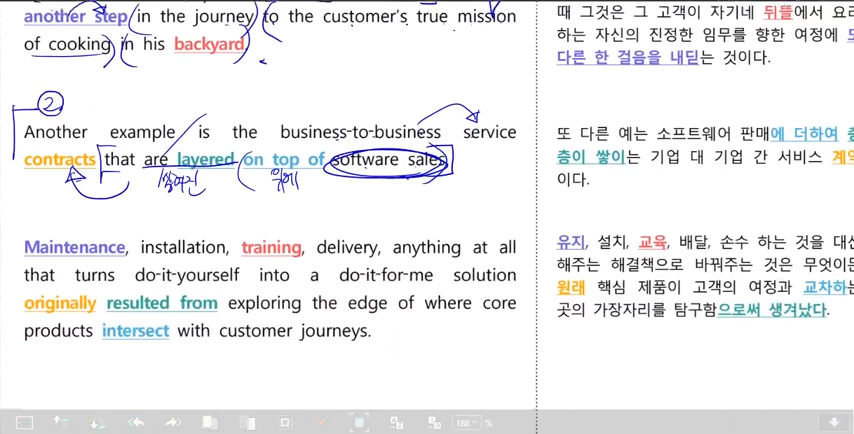 another step in the journey to the customer's true mission
of cooking in his backyard.
②
Another example is the business-to-business service
contracts that are layered on top of software sales.
쌓여진 위에
Maintenance, installation, training, delivery, anything at all
that turns do-it-yourself into a do-it-for-me solution
originally resulted from exploring the edge of where core
products intersect with customer journeys.
때 그것은 그 고객이 자기네 뒤뜰에서 요리
하는 자신의 진정한 임무를 향한 여정에
다른 한 걸음을 내딛는 것이다.
또 다른 예는 소프트웨어 판매에 더하여
층이 쌓이는 기업 대 기업 간 서비스 계약
이다.
유지, 설치, 교육, 배달, 손수 하는 것을 대신
해주는 해결책으로 바꿔주는 것은 무엇이든
원래 핵심 제품이 고객의 여정과 교차하는
곳의 가장자리를 탐구함으로써 생겨났다.
188 %